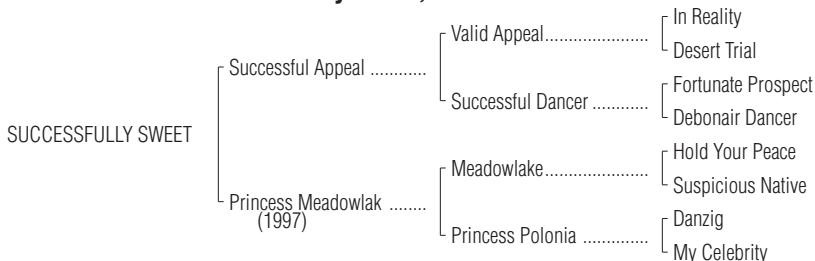 In Reality
Valid Appeal......................
Desert Trial
Successful Appeal ............
Fortunate Prospect
Successful Dancer ............
Debonair Dancer
SUCCESSFULLY SWEET
Hold Your Peace
Meadowlake......................
Suspicious Native
Princess Meadowlak ........
(1997)
Danzig
Princess Polonia ..............
My Celebrity